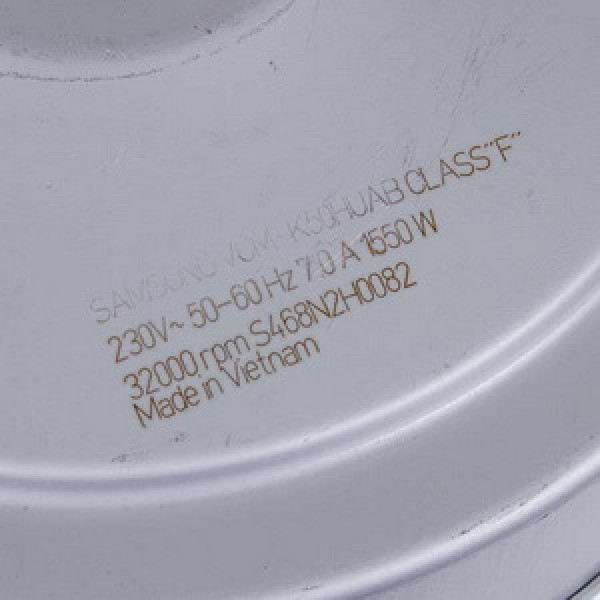 SAMSUNG VCM-K50HUAB CLASS"F"
230V~ 50-60 Hz 7.0 A 1550 W
32000 rpm S468N2H0082
Made in Vietnam